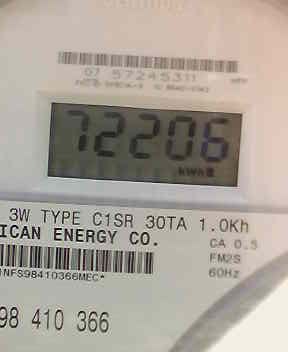 07 57245311
72206
kWh
3W TYPE C1SR 30TA 1.0Kh
ICAN ENERGY CO.
CA 0.5
FM2S
60Hz
1NFS98410366MEC*
98 410 366